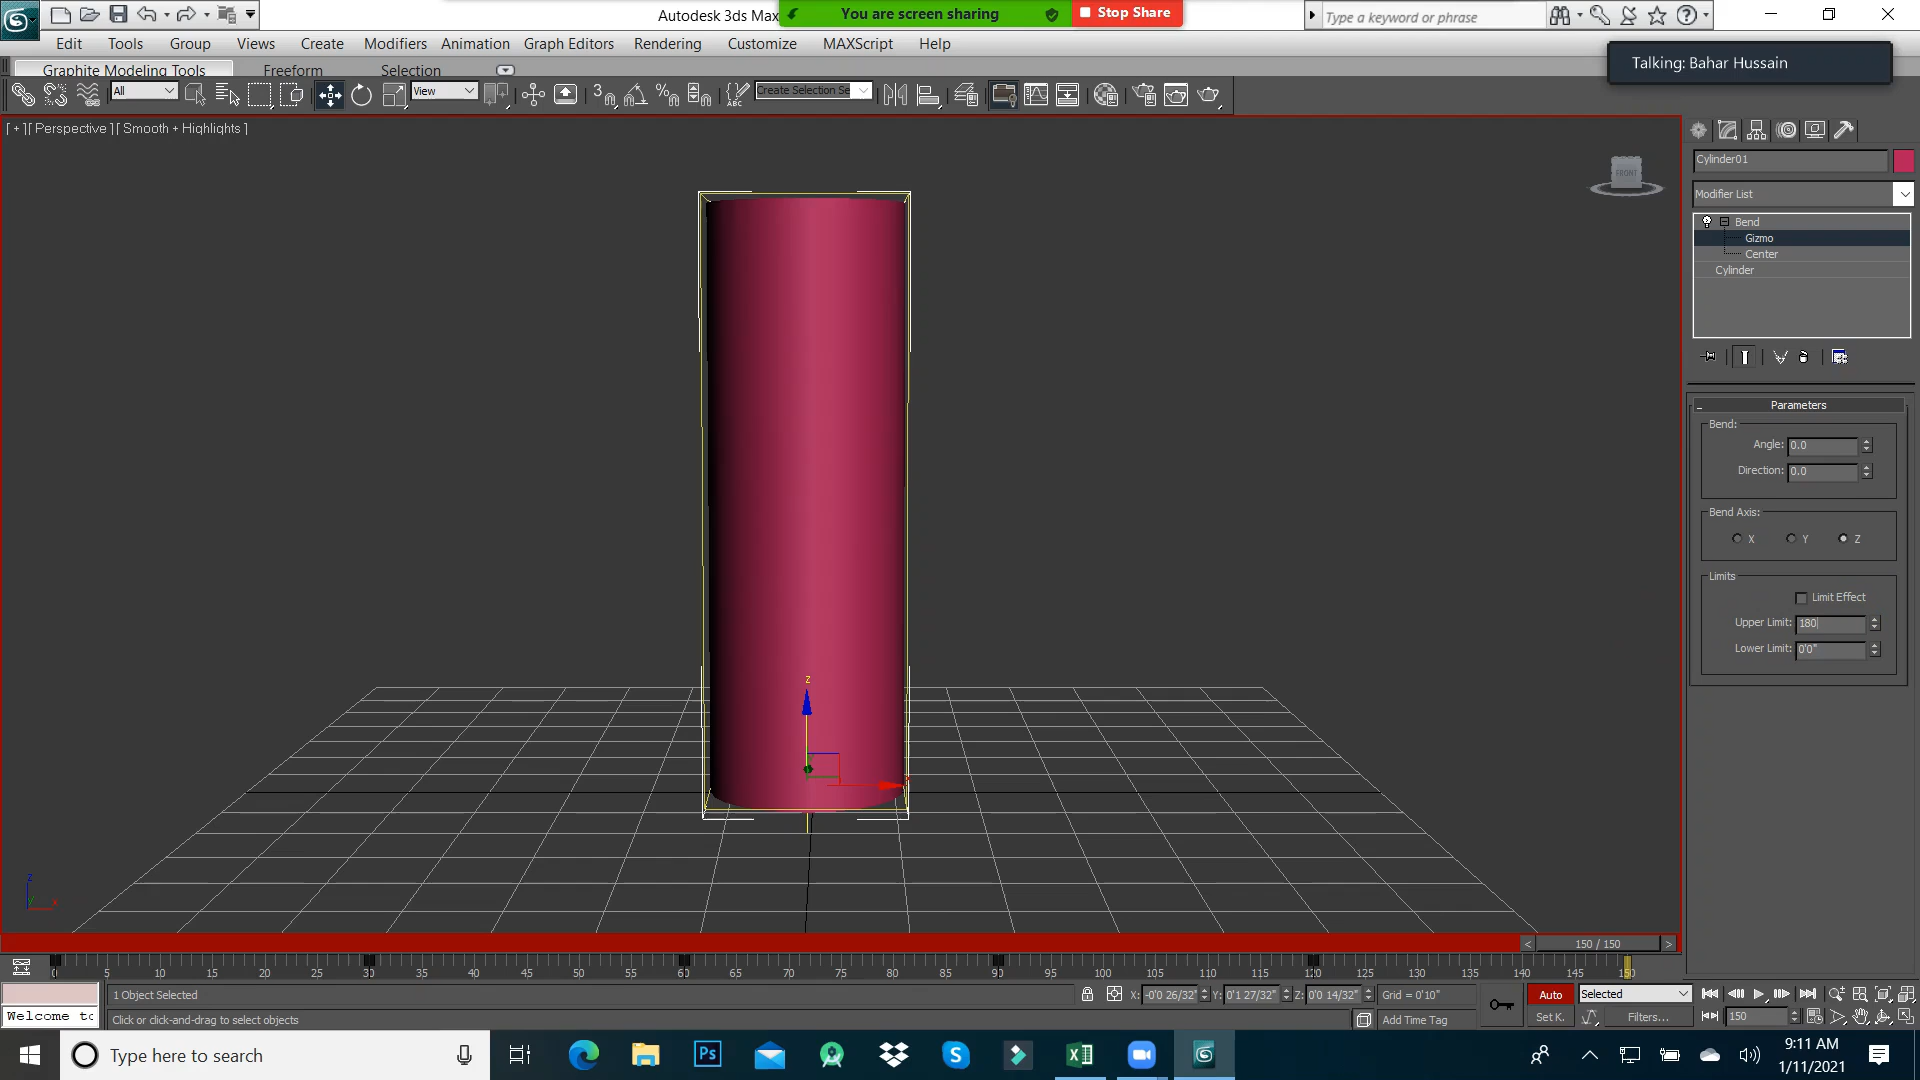 Autodesk 3ds Max
You are screen sharing
Stop Share
Type a keyword or phrase
Edit Tools Group Views Create Modifiers Animation Graph Editors Rendering Customize MAXScript Help
Talking: Bahar Hussain
Graphite Modeling Tools Freeform Selection
All
View
Create Selection Se
[ + ][ Perspective ][ Smooth + Highlights ]
FRONT
Cylinder01
Modifier List
Bend
Gizmo
Center
Cylinder
Parameters
Bend:
Angle: 0.0
Direction: 0.0
Bend Axis:
X Y Z
Limits
Limit Effect
Upper Limit: 180
Lower Limit: 0'0"
z
z
y
x
< 150 / 150 >
0 5 10 15 20 25 30 35 40 45 50 55 60 65 70 75 80 85 90 95 100 105 110 115 120 125 130 135 140 145 150
1 Object Selected
X: -0'0 26/32" Y: 0'1 27/32" Z: 0'0 14/32" Grid = 0'10"
Auto Selected
Welcome to
Click or click-and-drag to select objects
Add Time Tag
Set K. Filters... 150
Type here to search
9:11 AM
1/11/2021